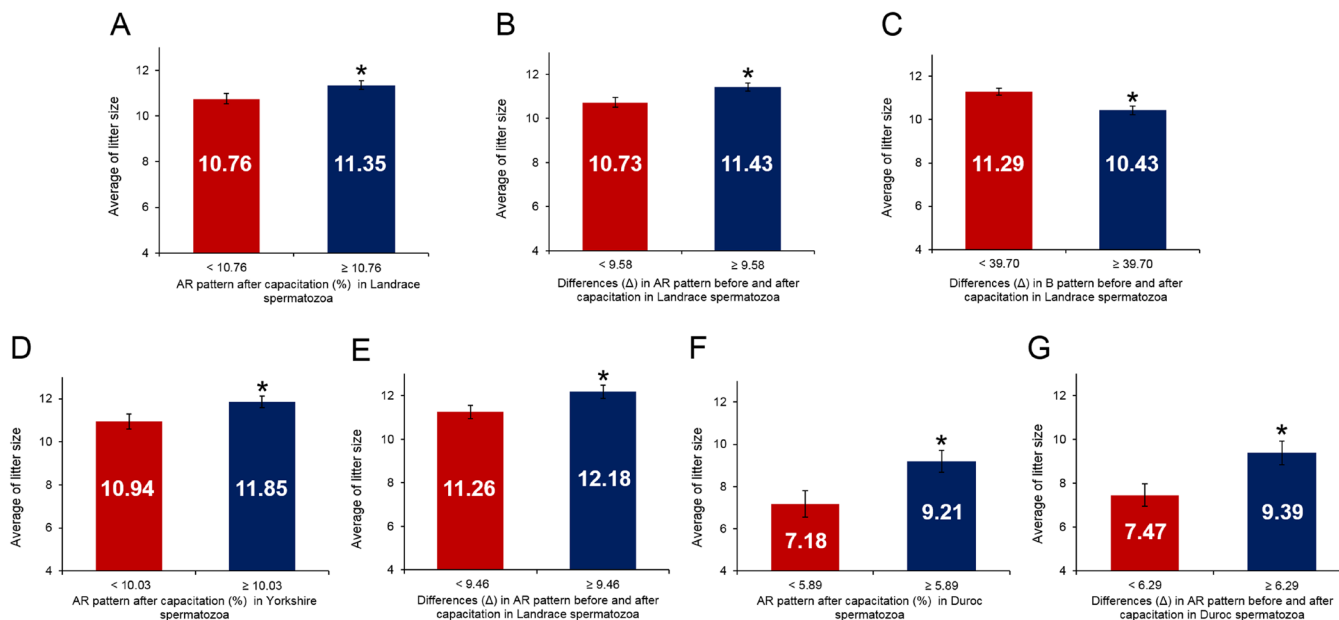 A
Average of litter size
12
10
8
6
4
*
10.76
11.35
< 10.76
≥ 10.76
AR pattern after capacitation (%) in Landrace
spermatozoa
B
Average of litter size
12
10
8
6
4
*
10.73
11.43
< 9.58
≥ 9.58
Differences (Δ) in AR pattern before and after
capacitation in Landrace spermatozoa
C
Average of litter size
12
10
8
6
4
*
11.29
10.43
< 39.70
≥ 39.70
Differences (Δ) in B pattern before and after
capacitation in Landrace spermatozoa
D
Average of litter size
12
10
8
6
4
*
10.94
11.85
< 10.03
≥ 10.03
AR pattern after capacitation (%) in Yorkshire
spermatozoa
E
Average of litter size
12
10
8
6
4
*
11.26
12.18
< 9.46
≥ 9.46
Differences (Δ) in AR pattern before and after
capacitation in Landrace spermatozoa
F
Average of litter size
12
10
8
6
4
*
7.18
9.21
< 5.89
≥ 5.89
AR pattern after capacitation (%) in Duroc
spermatozoa
G
Average of litter size
12
10
8
6
4
*
7.47
9.39
< 6.29
≥ 6.29
Differences (Δ) in AR pattern before and after
capacitation in Duroc spermatozoa